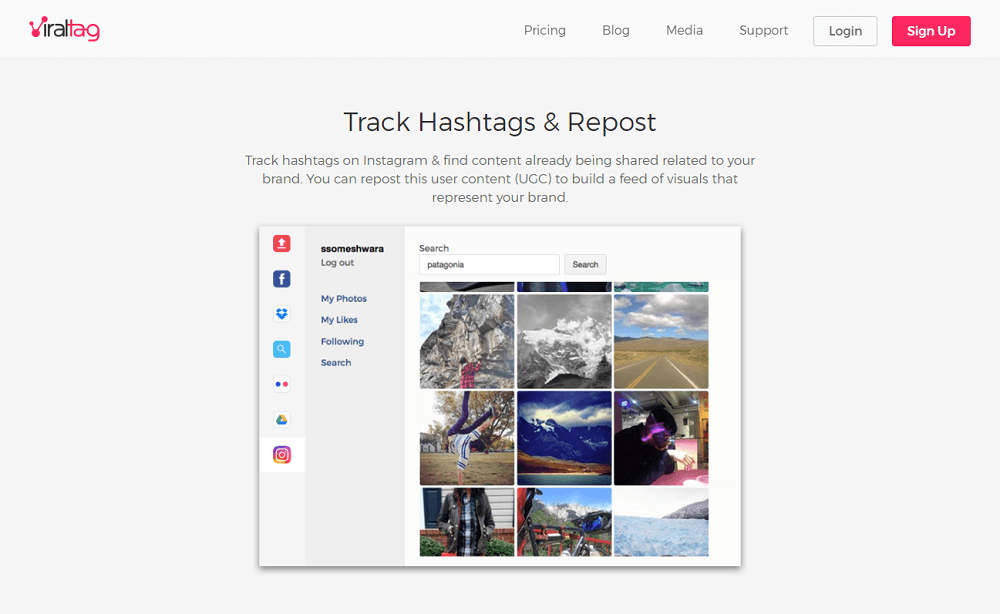 Viraltag
Pricing
Blog
Media
Support
Login
Sign Up
Track Hashtags & Repost
Track hashtags on Instagram & find content already being shared related to your
brand. You can repost this user content (UGC) to build a feed of visuals that
represent your brand.
ssomeshwara
Log out
My Photos
My Likes
Following
Search
Search
patagonia
Search